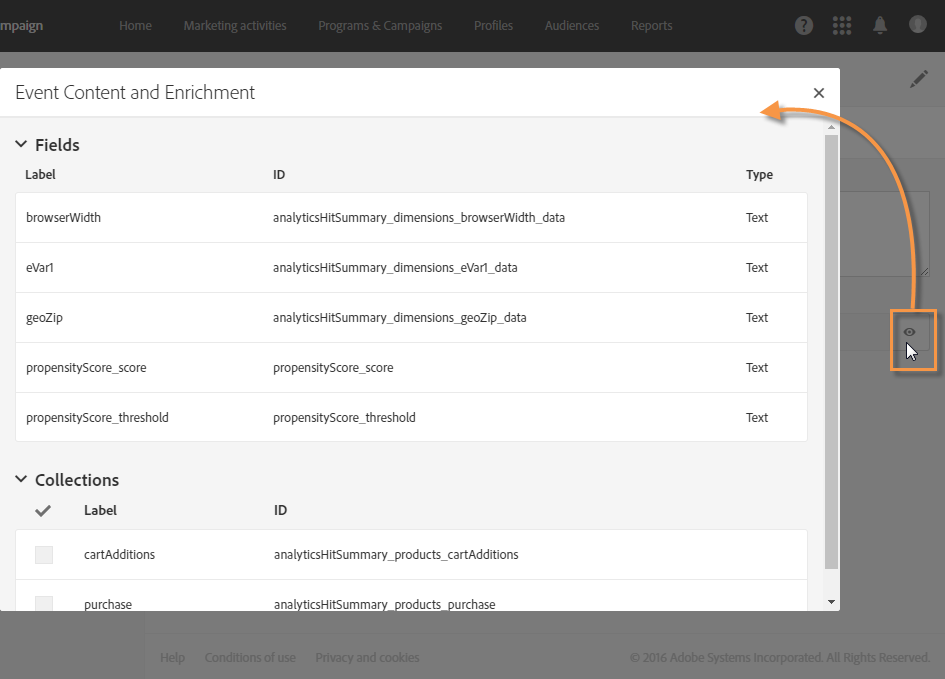 mpaign Home Marketing activities Programs & Campaigns Profiles Audiences Reports ?
Event Content and Enrichment
Fields
Label ID Type
browserWidth analyticsHitSummary_dimensions_browserWidth_data Text
eVar1 analyticsHitSummary_dimensions_eVar1_data Text
geoZip analyticsHitSummary_dimensions_geoZip_data Text
propensityScore_score propensityScore_score Text
propensityScore_threshold propensityScore_threshold Text
Collections
Label ID
cartAdditions analyticsHitSummary_products_cartAdditions
purchase analyticsHitSummary_products_purchase
Help Conditions of use Privacy and cookies © 2016 Adobe Systems Incorporated. All Rights Reserved.